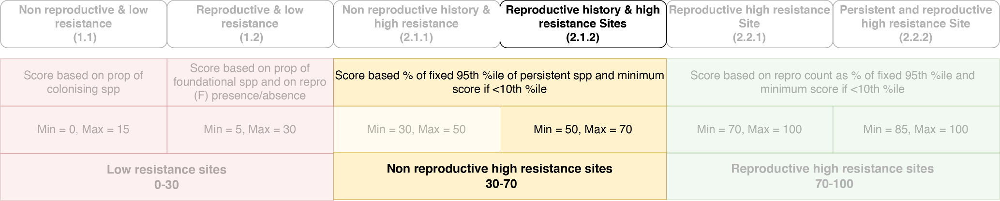 Non reproductive & low
resistance
(1.1)
Reproductive & low
resistance
(1.2)
Non reproductive history &
high resistance
(2.1.1)
Reproductive history & high
resistance Sites
(2.1.2)
Reproductive high resistance
Site
(2.2.1)
Persistent and reproductive
high resistance Site
(2.2.2)
Score based on prop of
colonising spp
Score based on prop of
foundational spp and on repro
(F) presence/absence
Score based % of fixed 95th %ile of persistent spp and minimum
score if <10th %ile
Score based on repro count as % of fixed 95th %ile and
minimum score if <10th %ile
Min = 0, Max = 15
Min = 5, Max = 30
Min = 30, Max = 50
Min = 50, Max = 70
Min = 70, Max = 100
Min = 85, Max = 100
Low resistance sites
0-30
Non reproductive high resistance sites
30-70
Reproductive high resistance sites
70-100